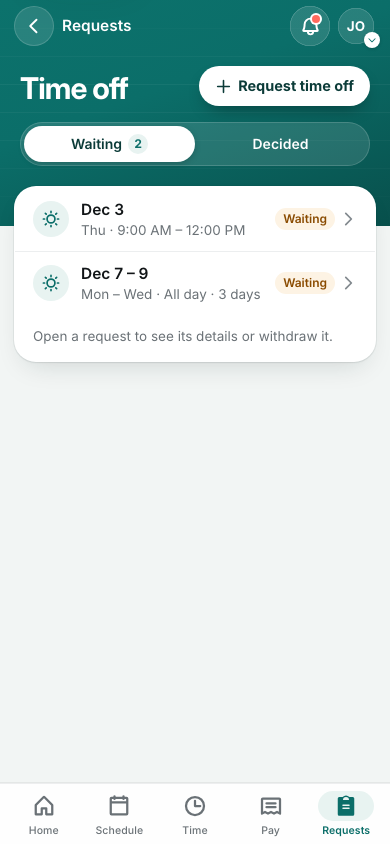 Requests
JO
Time off
Request time off
Waiting 2
Decided
Dec 3
Thu · 9:00 AM – 12:00 PM
Waiting
Dec 7 – 9
Mon – Wed · All day · 3 days
Waiting
Open a request to see its details or withdraw it.
Home
Schedule
Time
Pay
Requests